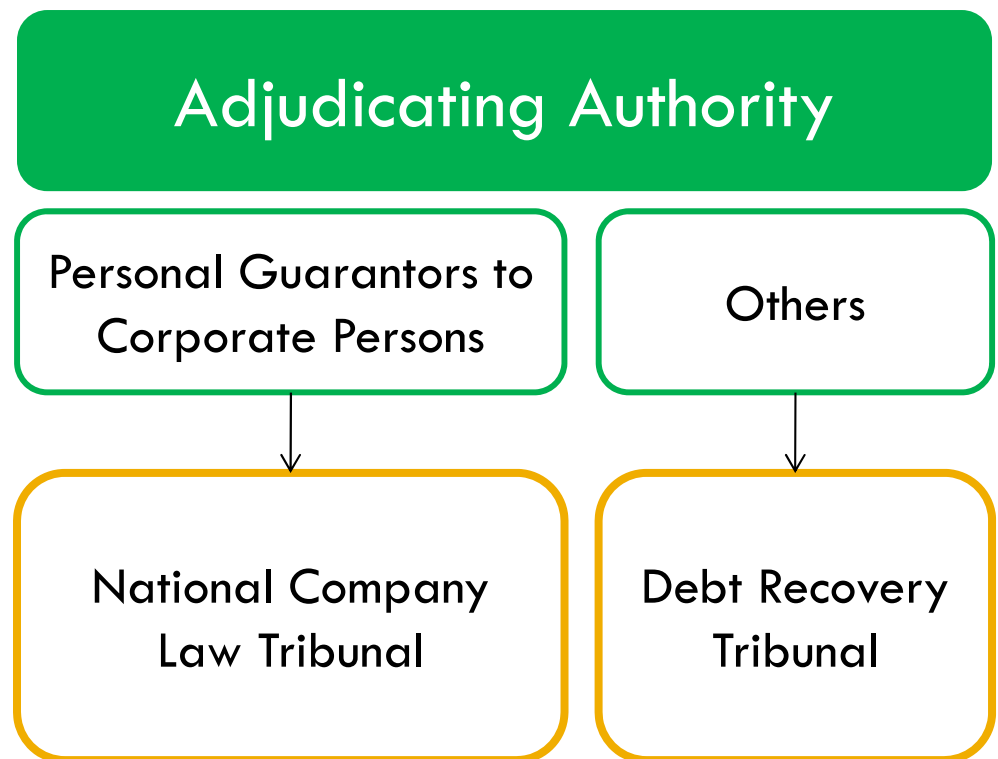 Adjudicating Authority
Personal Guarantors to
Corporate Persons
Others
National Company
Law Tribunal
Debt Recovery
Tribunal